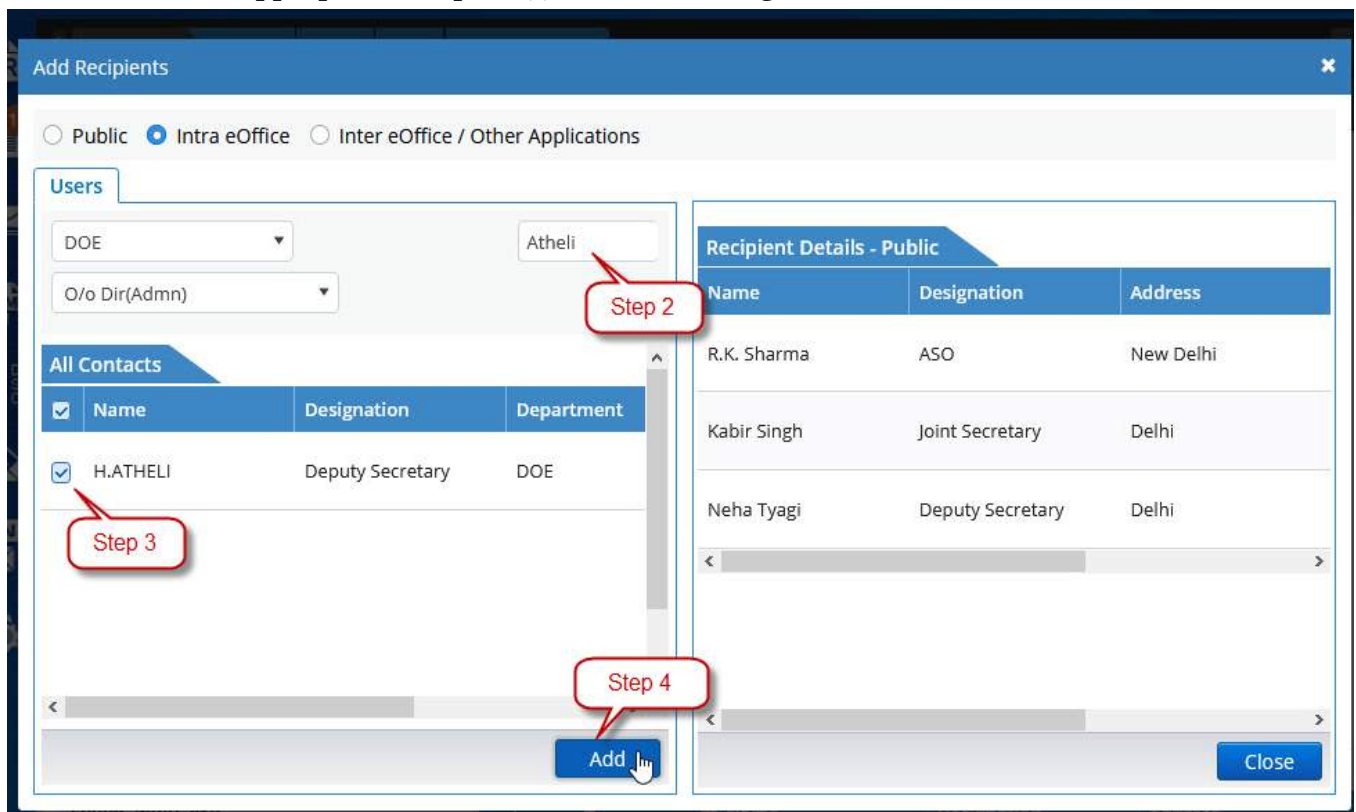 Add Recipients
Public Intra eOffice Inter eOffice / Other Applications
Users
DOE
Atheli
O/o Dir(Admn)
Step 2
All Contacts
Name Designation Department
H.ATHELI Deputy Secretary DOE
Step 3
Step 4
Add
Recipient Details - Public
Name Designation Address
R.K. Sharma ASO New Delhi
Kabir Singh Joint Secretary Delhi
Neha Tyagi Deputy Secretary Delhi
Close